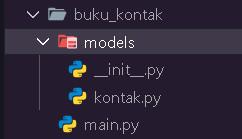 buku_kontak
models
__init__.py
kontak.py
main.py